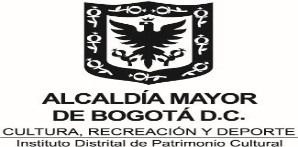 ALCALDÍA MAYOR
DE BOGOTÁ D.C.
CULTURA, RECREACIÓN Y DEPORTE
Instituto Distrital de Patrimonio Cultural